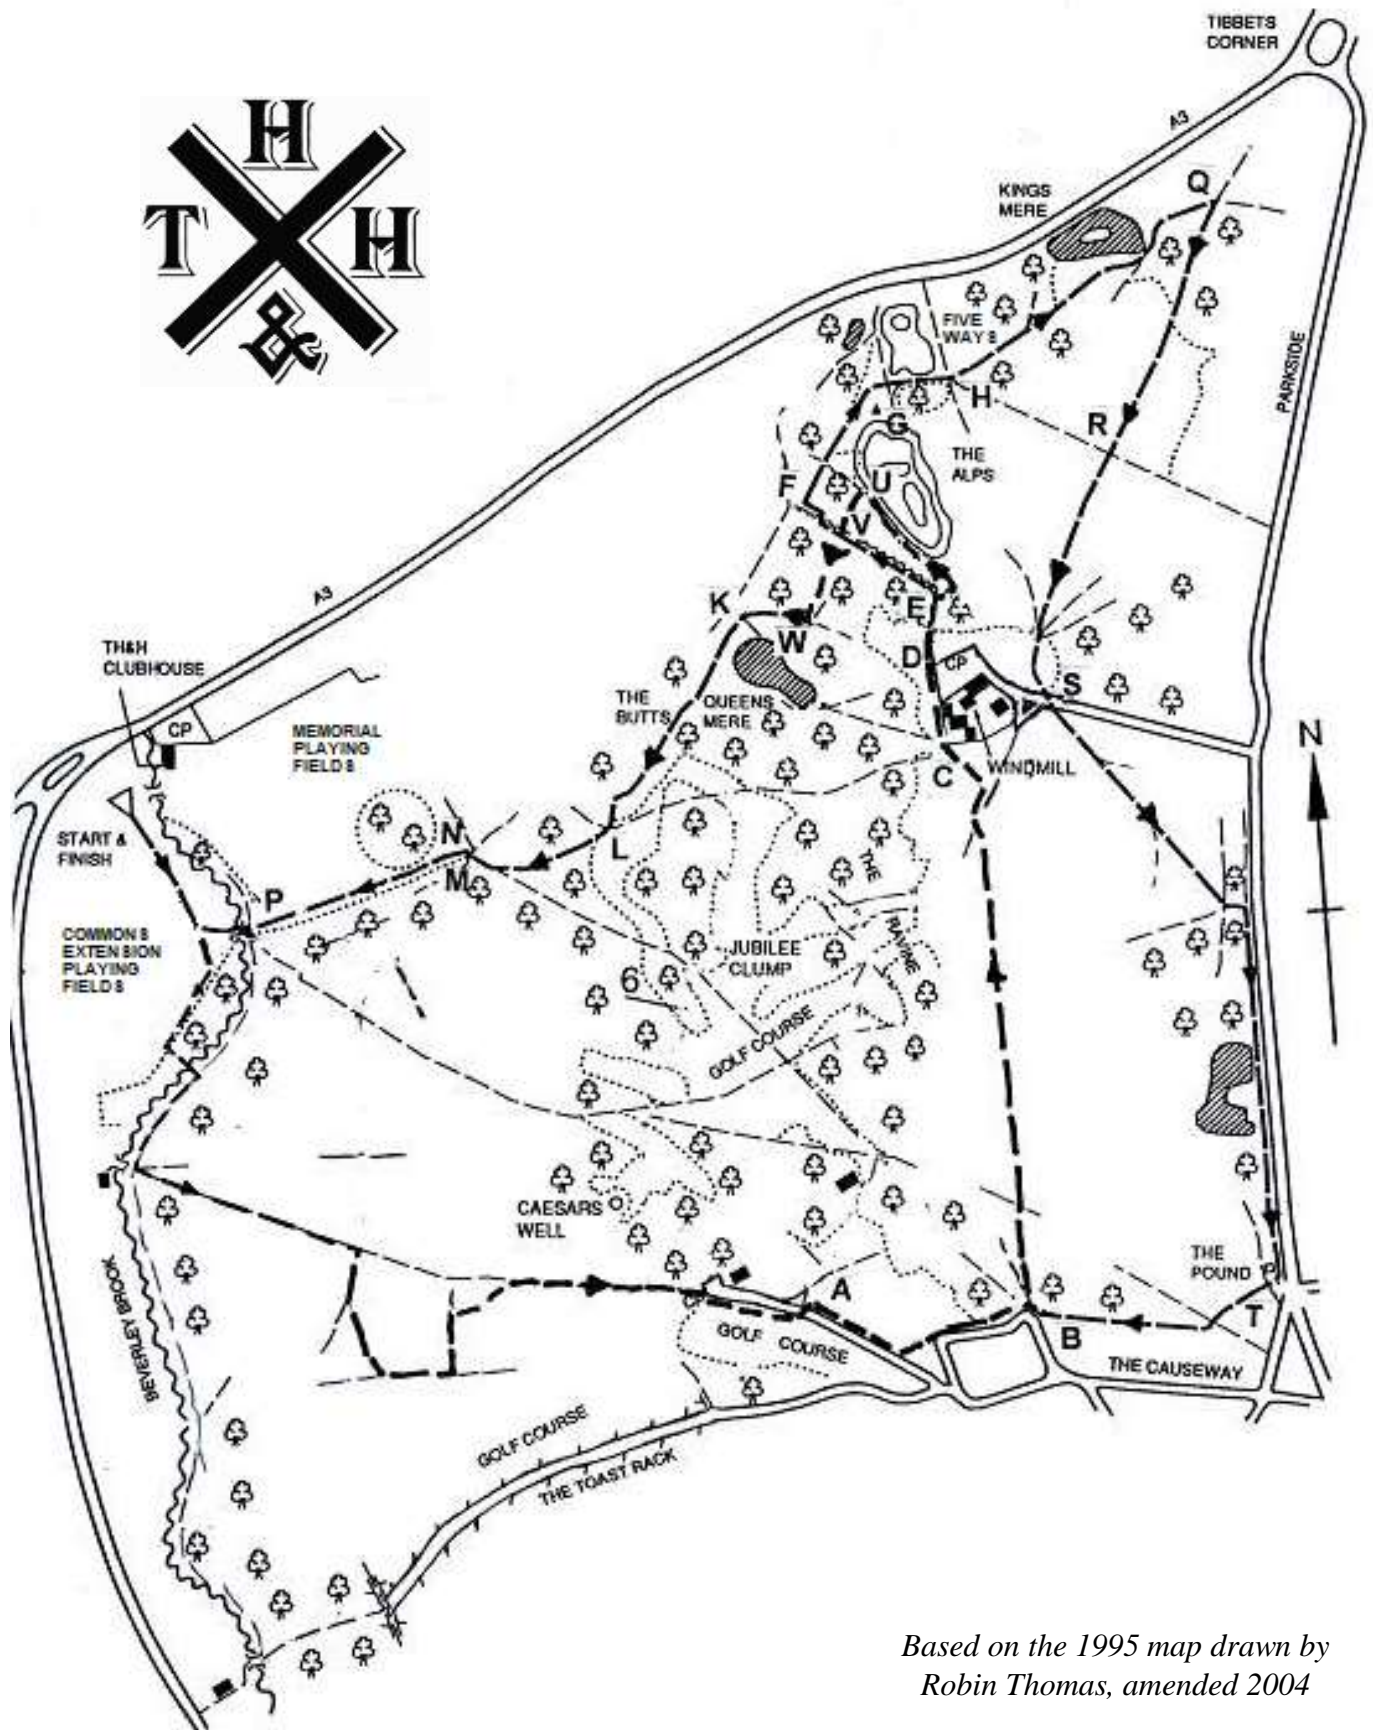 TIBBETS
CORNER
A3
H
T
H
&
KINGS
MERE
Q
FIVE
WAYS
PARKSIDE
H
R
G
THE
ALPS
F
U
V
A3
K
E
W
TH&H
CLUBHOUSE
D
CP
S
THE
BUTTS
QUEENS
MERE
CP
MEMORIAL
PLAYING
FIELDS
N
C
WINDMILL
START &
FINISH
N
L
M
THE
P
COMMONS
EXTENSION
PLAYING
FIELDS
RAVINE
JUBILEE
CLUMP
6
GOLF COURSE
CAESARS
WELL
THE
POUND
P
BEVERLEY BROOK
A
CP
T
B
GOLF COURSE
THE CAUSEWAY
GOLF COURSE
THE TOAST RACK
Based on the 1995 map drawn by
Robin Thomas, amended 2004